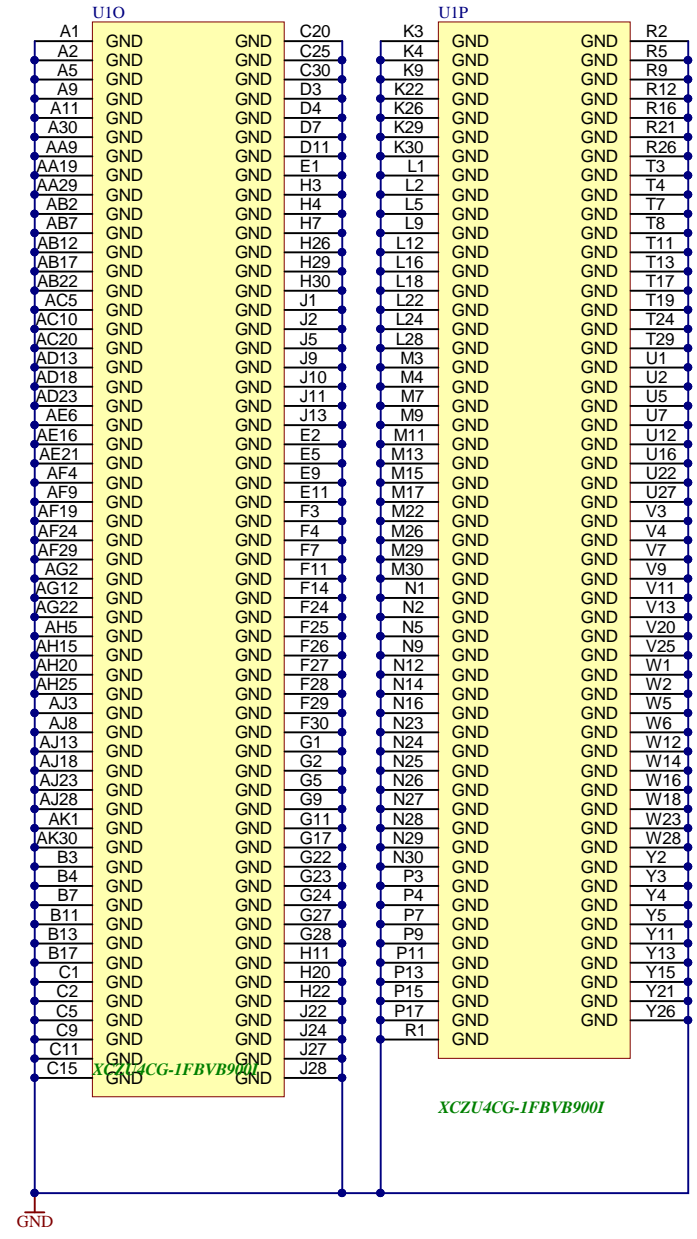 U1O
A1 GND GND C20
A2 GND GND C25
A5 GND GND C30
A9 GND GND D3
A11 GND GND D4
A30 GND GND D7
AA9 GND GND D11
AA19 GND GND E1
AA29 GND GND H3
AB2 GND GND H4
AB7 GND GND H7
AB12 GND GND H26
AB17 GND GND H29
AB22 GND GND H30
AC5 GND GND J1
AC10 GND GND J2
AC20 GND GND J5
AD13 GND GND J9
AD18 GND GND J10
AD23 GND GND J11
AE6 GND GND J13
AE16 GND GND E2
AE21 GND GND E5
AF4 GND GND E9
AF9 GND GND E11
AF19 GND GND F3
AF24 GND GND F4
AF29 GND GND F7
AG2 GND GND F11
AG12 GND GND F14
AG22 GND GND F24
AH5 GND GND F25
AH15 GND GND F26
AH20 GND GND F27
AH25 GND GND F28
AJ3 GND GND F29
AJ8 GND GND F30
AJ13 GND GND G1
AJ18 GND GND G2
AJ23 GND GND G5
AJ28 GND GND G9
AK1 GND GND G11
AK30 GND GND G17
B3 GND GND G22
B4 GND GND G23
B7 GND GND G24
B11 GND GND G27
B13 GND GND G28
B17 GND GND H11
C1 GND GND H20
C2 GND GND H22
C5 GND GND J22
C9 GND GND J24
C11 GND GND J27
C15 GND GND J28
XCZU4CG-1FBVB900I
U1P
K3 GND GND R2
K4 GND GND R5
K9 GND GND R9
K22 GND GND R12
K26 GND GND R16
K29 GND GND R21
K30 GND GND R26
L1 GND GND T3
L2 GND GND T4
L5 GND GND T7
L9 GND GND T8
L12 GND GND T11
L16 GND GND T13
L18 GND GND T17
L22 GND GND T19
L24 GND GND T24
L28 GND GND T29
M3 GND GND U1
M4 GND GND U2
M7 GND GND U5
M9 GND GND U7
M11 GND GND U12
M13 GND GND U16
M15 GND GND U22
M17 GND GND U27
M22 GND GND V3
M26 GND GND V4
M29 GND GND V7
M30 GND GND V9
N1 GND GND V11
N2 GND GND V13
N5 GND GND V20
N9 GND GND V25
N12 GND GND W1
N14 GND GND W2
N16 GND GND W5
N23 GND GND W6
N24 GND GND W12
N25 GND GND W14
N26 GND GND W16
N27 GND GND W18
N28 GND GND W23
N29 GND GND W28
N30 GND GND Y2
P3 GND GND Y3
P4 GND GND Y4
P7 GND GND Y5
P9 GND GND Y11
P11 GND GND Y13
P13 GND GND Y15
P15 GND GND Y21
P17 GND GND Y26
R1 GND
XCZU4CG-1FBVB900I
GND